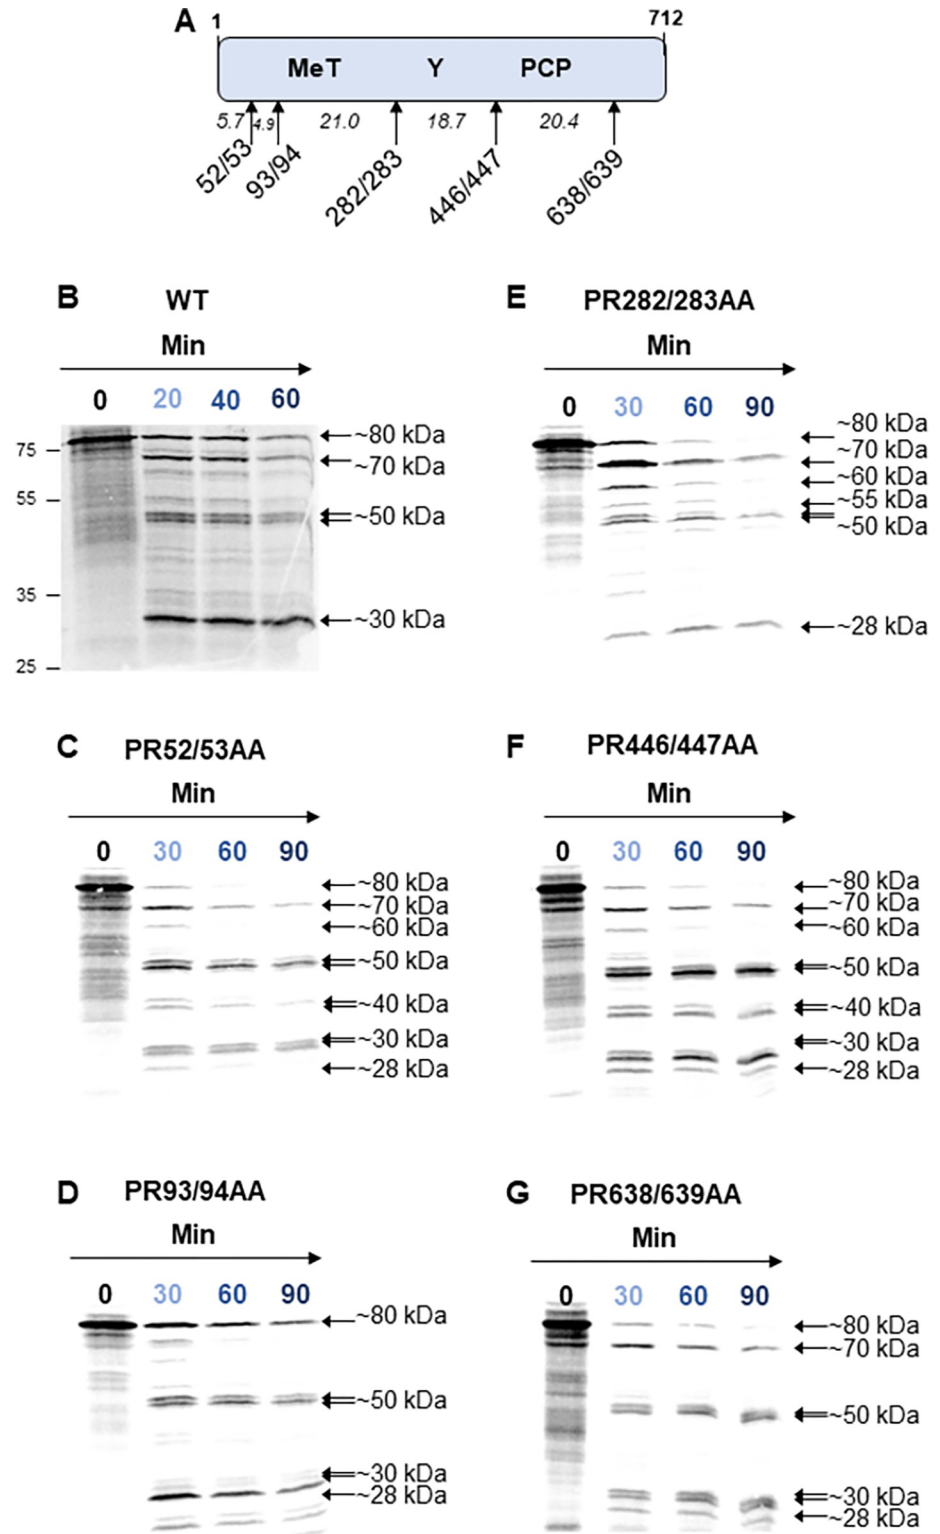 A
1
712
MeT Y PCP
5.7 4.9 21.0 18.7 20.4
52/53
93/94
282/283
446/447
638/639
B
WT
Min
0 20 40 60
75
55
35
25
~80 kDa
~70 kDa
~50 kDa
~30 kDa
E
PR282/283AA
Min
0 30 60 90
~80 kDa
~70 kDa
~60 kDa
~55 kDa
~50 kDa
~28 kDa
C
PR52/53AA
Min
0 30 60 90
~80 kDa
~70 kDa
~60 kDa
~50 kDa
~40 kDa
~30 kDa
~28 kDa
F
PR446/447AA
Min
0 30 60 90
~80 kDa
~70 kDa
~60 kDa
~50 kDa
~40 kDa
~30 kDa
~28 kDa
D
PR93/94AA
Min
0 30 60 90
~80 kDa
~50 kDa
~30 kDa
~28 kDa
G
PR638/639AA
Min
0 30 60 90
~80 kDa
~70 kDa
~50 kDa
~30 kDa
~28 kDa